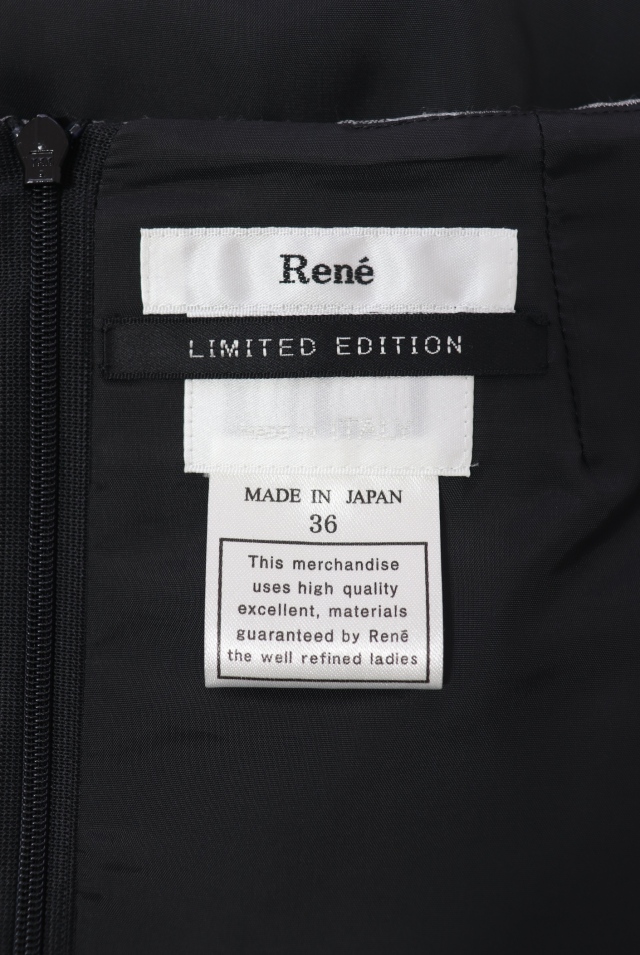 René
LIMITED EDITION
MADE IN JAPAN
36
This merchandise
uses high quality
excellent, materials
guaranteed by René
the well refined ladies